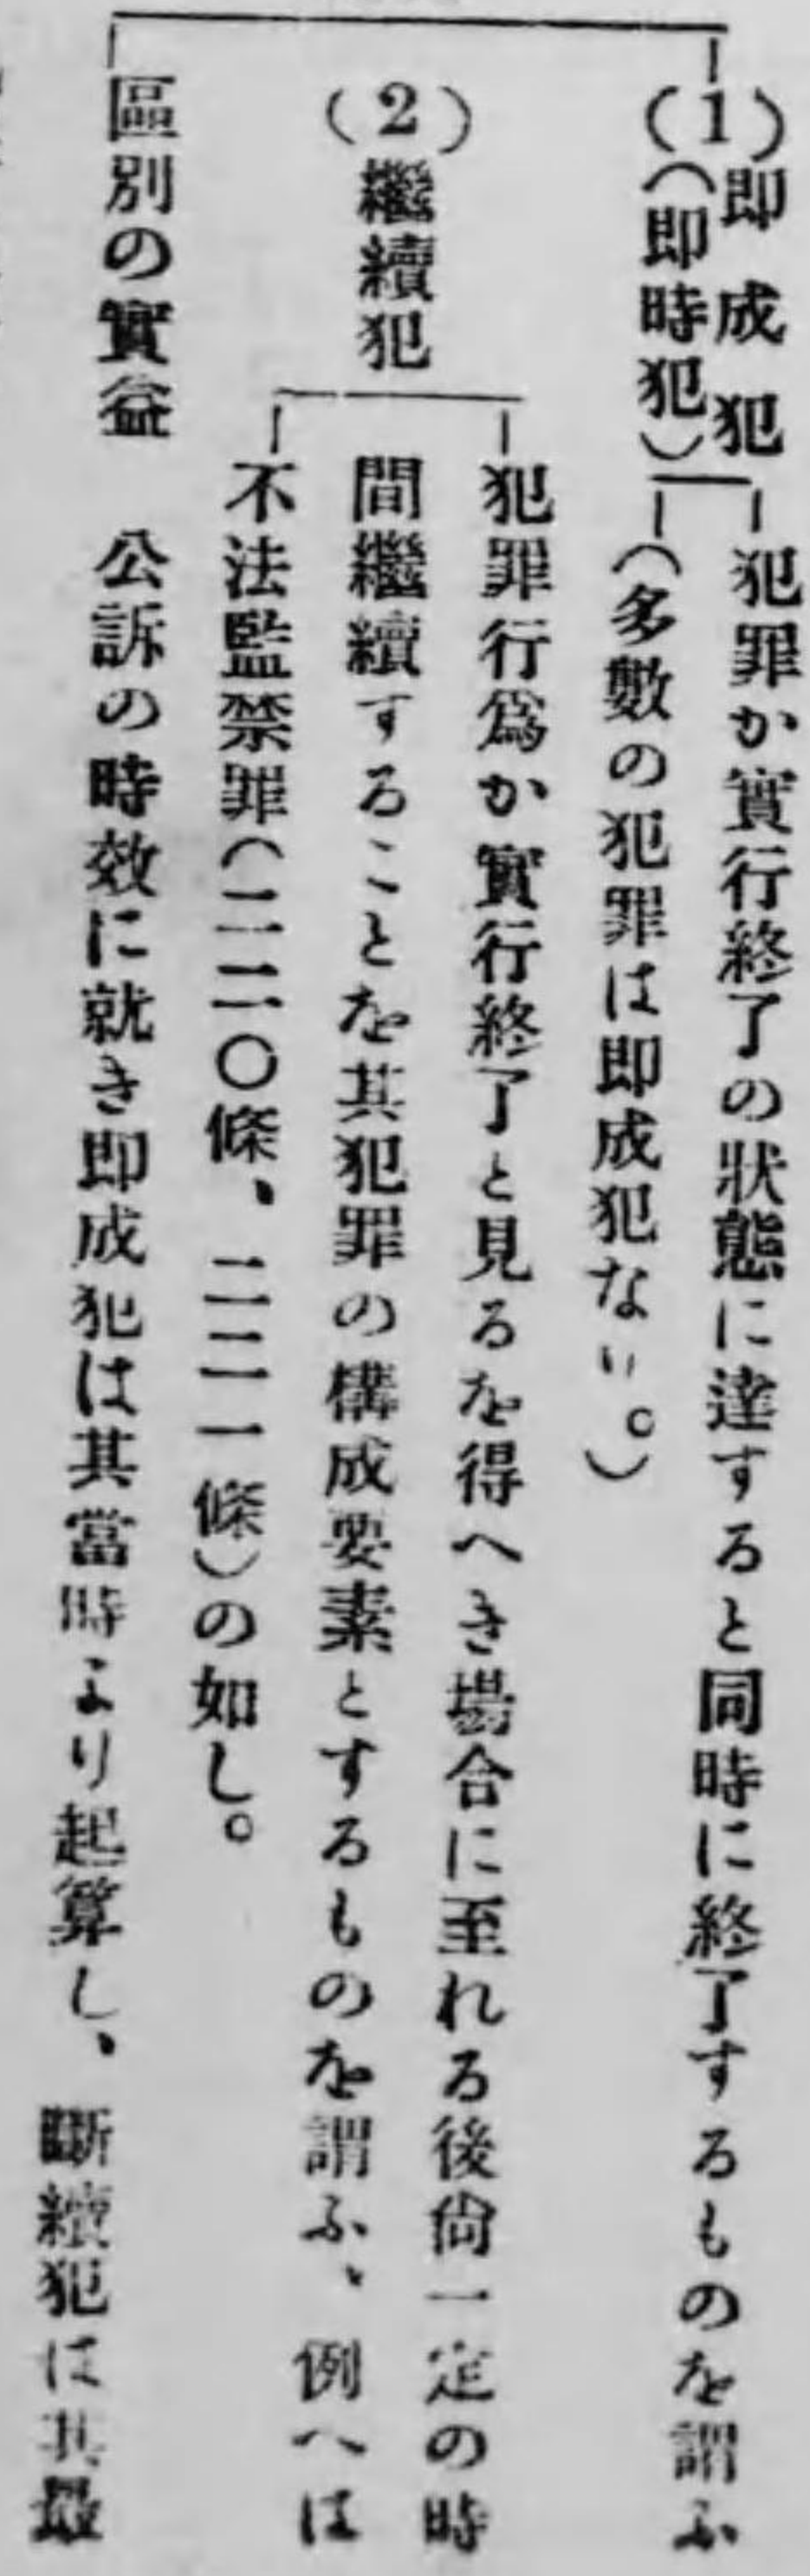 (1)即成犯
(即時犯)
犯罪か實行終了の狀態に達すると同時に終了するものを謂ふ
(多數の犯罪は即成犯なり。)
(2)繼續犯
犯罪行爲か實行終了と見るを得へき場合に至れる後尙一定の時
間繼續することを其犯罪の構成要素とするものを謂ふ、例へは
不法監禁罪(二二〇條、二二一條)の如し。
區別の實益 公訴の時效に就き即成犯は其當時より起算し、斷續犯は其最